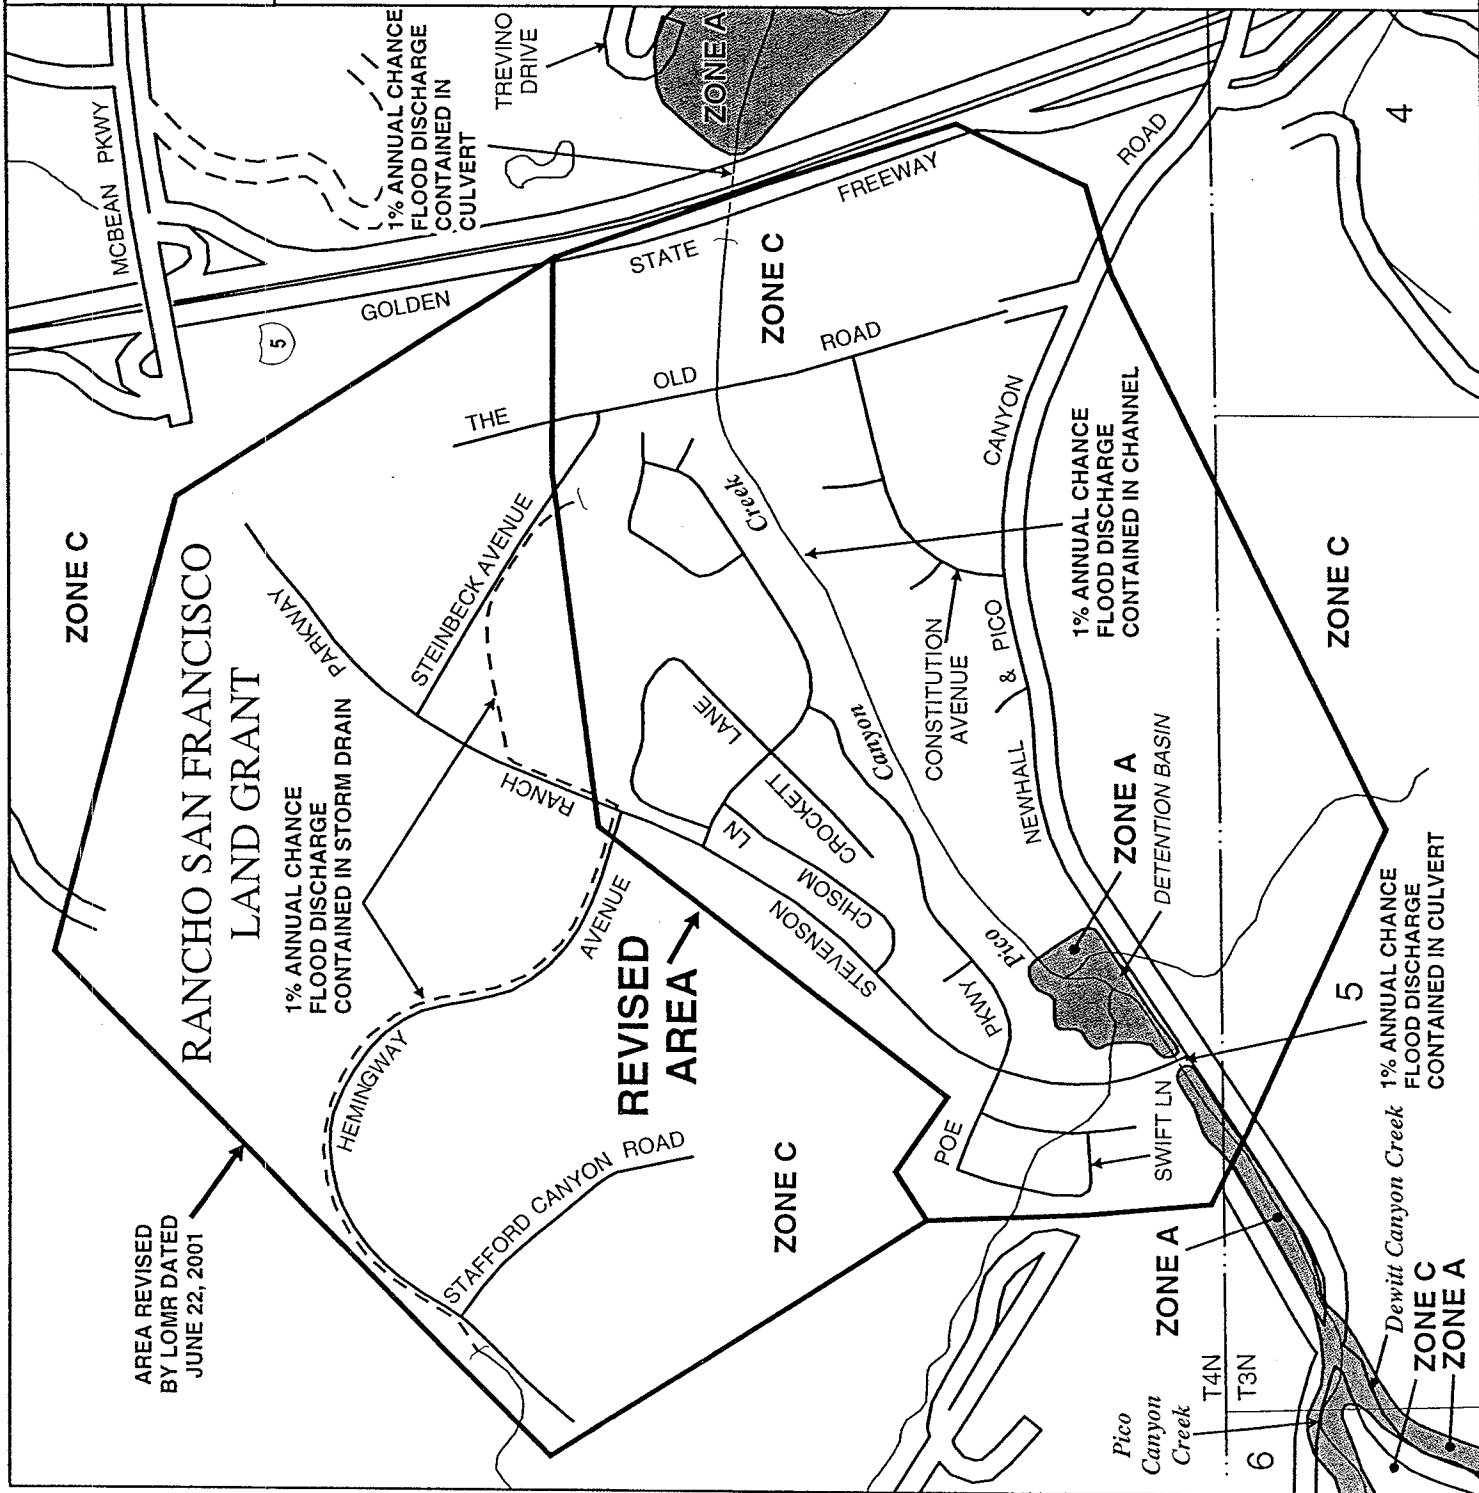 AREA REVISED
BY LOMR DATED
JUNE 22, 2001
ZONE C
RANCHO SAN FRANCISCO
LAND GRANT
1% ANNUAL CHANCE
FLOOD DISCHARGE
CONTAINED IN STORM DRAIN
MCBEAN PKWY
5
GOLDEN
STATE
FREEWAY
1% ANNUAL CHANCE
FLOOD DISCHARGE
CONTAINED IN
CULVERT
TREVINO
DRIVE
ZONE A
PARKWAY
RANCH
STEVENSON
STEINBECK AVENUE
THE
OLD
ROAD
HEMINGWAY
AVENUE
STAFFORD CANYON ROAD
REVISED
AREA
ZONE C
ZONE C
LANE
CROCKETT
CHISOM
LN
POE
PKWY
Pico
Canyon
Creek
CONSTITUTION
AVENUE
NEWHALL
& PICO
CANYON
ROAD
1% ANNUAL CHANCE
FLOOD DISCHARGE
CONTAINED IN CHANNEL
ZONE A
DETENTION BASIN
SWIFT LN
ZONE A
Pico
Canyon
Creek
T4N
T3N
6
5
4
ZONE C
1% ANNUAL CHANCE
FLOOD DISCHARGE
CONTAINED IN CULVERT
Dewitt Canyon Creek
ZONE C
ZONE A